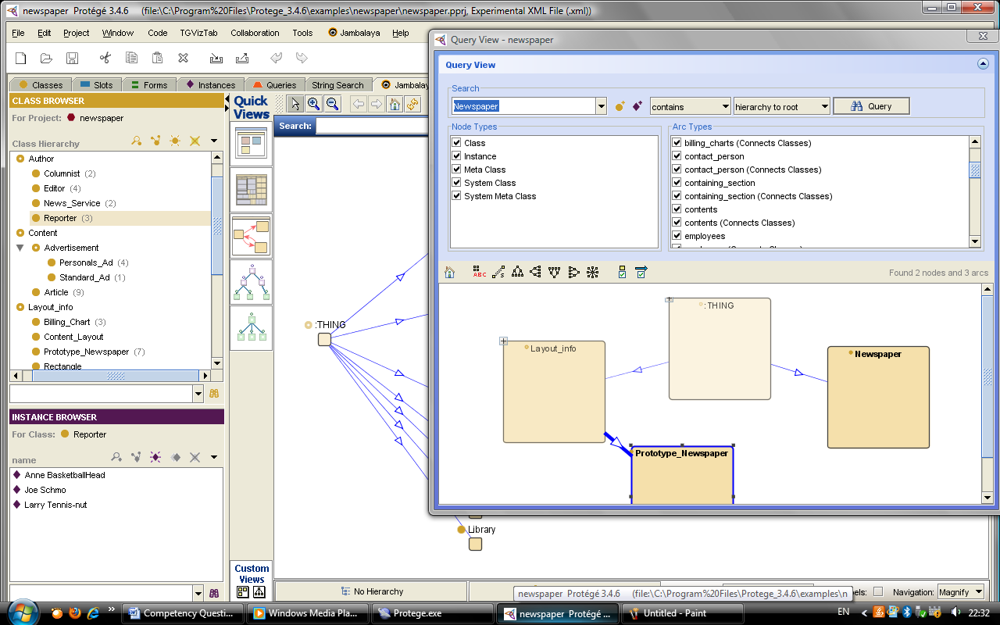 newspaper Protégé 3.4.6 (file:\C:\Program%20Files\Protege_3.4.6\examples\newspaper\newspaper.pprj, Experimental XML File (.xml))
File Edit Project Window Code TGVizTab Collaboration Tools Jambalaya Help
Classes Slots Forms Instances Queries String Search Jambalay
CLASS BROWSER
For Project: newspaper
Class Hierarchy
Author
Columnist (2)
Editor (4)
News_Service (2)
Reporter (3)
Content
Advertisement
Personals_Ad (4)
Standard_Ad (1)
Article (9)
Layout_info
Billing_Chart (3)
Content_Layout
Prototype_Newspaper (7)
Rectangle
INSTANCE BROWSER
For Class: Reporter
name
Anne BasketballHead
Joe Schmo
Larry Tennis-nut
Quick
Views
Custom
Views
Search:
:THING
Library
No Hierarchy
bels: Navigation: Magnify
Query View - newspaper
Query View
Search
Newspaper contains hierarchy to root Query
Node Types
Class
Instance
Meta Class
System Class
System Meta Class
Arc Types
billing_charts (Connects Classes)
contact_person
contact_person (Connects Classes)
containing_section
containing_section (Connects Classes)
contents
contents (Connects Classes)
employees
ABC
Found 2 nodes and 3 arcs
:THING
Layout_info
Newspaper
Prototype_Newspaper
newspaper Protégé 3.4.6 (file:\C:\Program%20Files\Protege_3.4.6\examples\n
Competency Questi... Windows Media Pla... Protege.exe newspaper Protégé ... Untitled - Paint EN 22:32